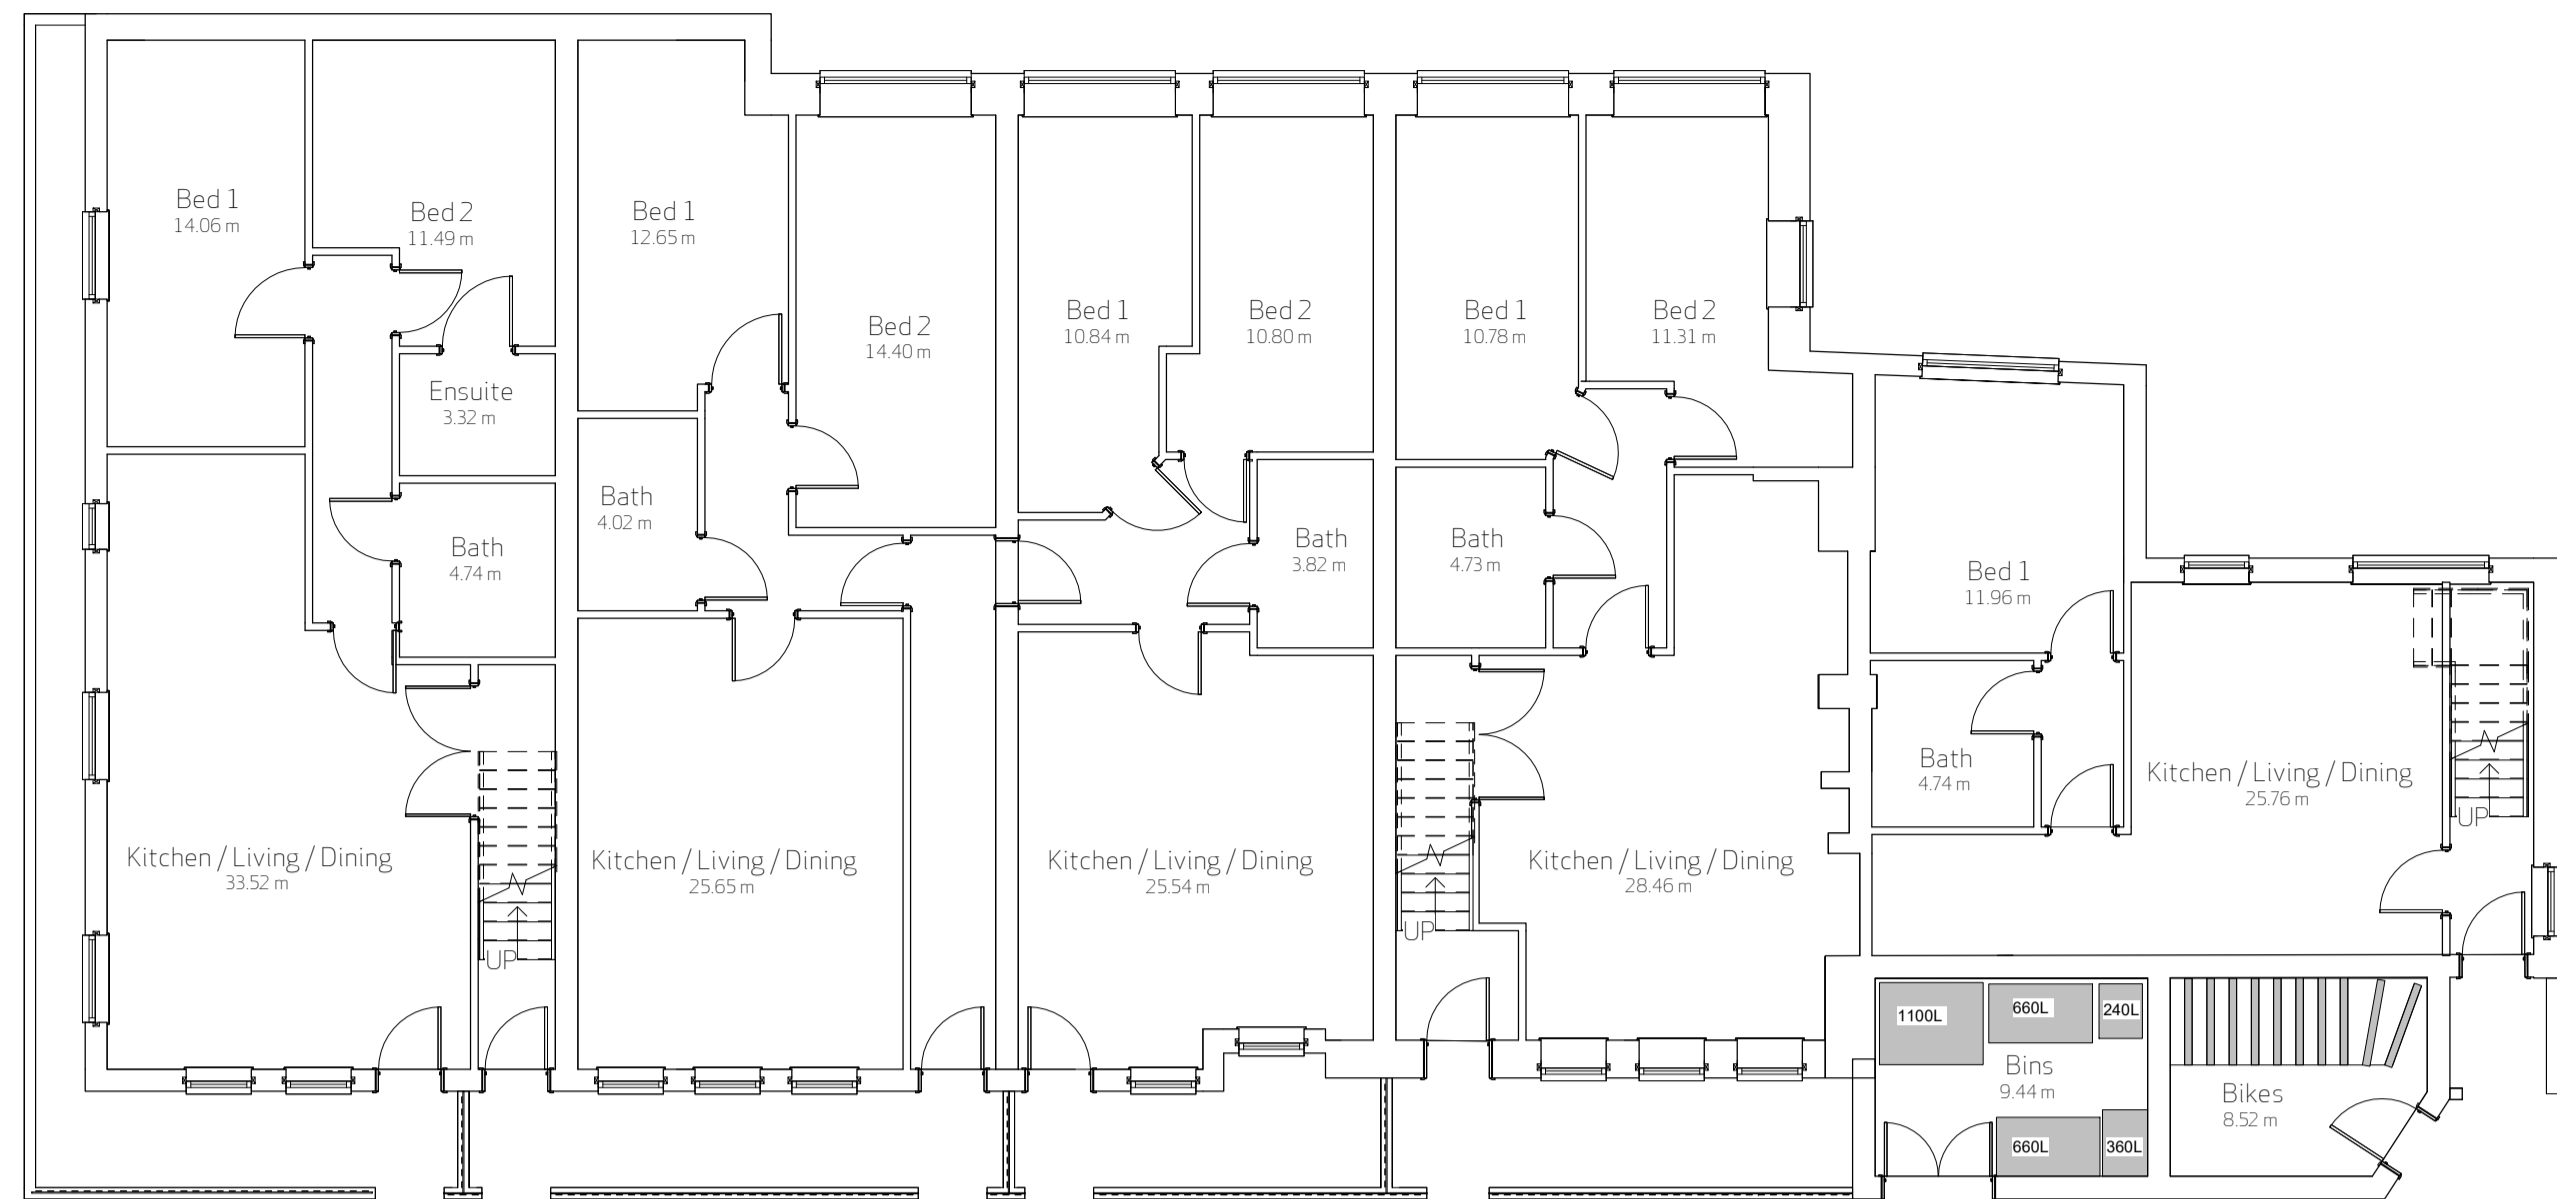 Bed 1
14.06 m
Bed 2
11.49 m
Ensuite
3.32 m
Bath
4.74 m
Kitchen / Living / Dining
33.52 m
UP
Bed 1
12.65 m
Bed 2
14.40 m
Bath
4.02 m
Kitchen / Living / Dining
25.65 m
Bed 1
10.84 m
Bed 2
10.80 m
Bath
3.82 m
Kitchen / Living / Dining
25.54 m
Bed 1
10.78 m
Bed 2
11.31 m
Bath
4.73 m
Kitchen / Living / Dining
28.46 m
UP
Bed 1
11.96 m
Bath
4.74 m
Kitchen / Living / Dining
25.76 m
UP
1100L
660L
240L
Bins
9.44 m
660L
360L
Bikes
8.52 m